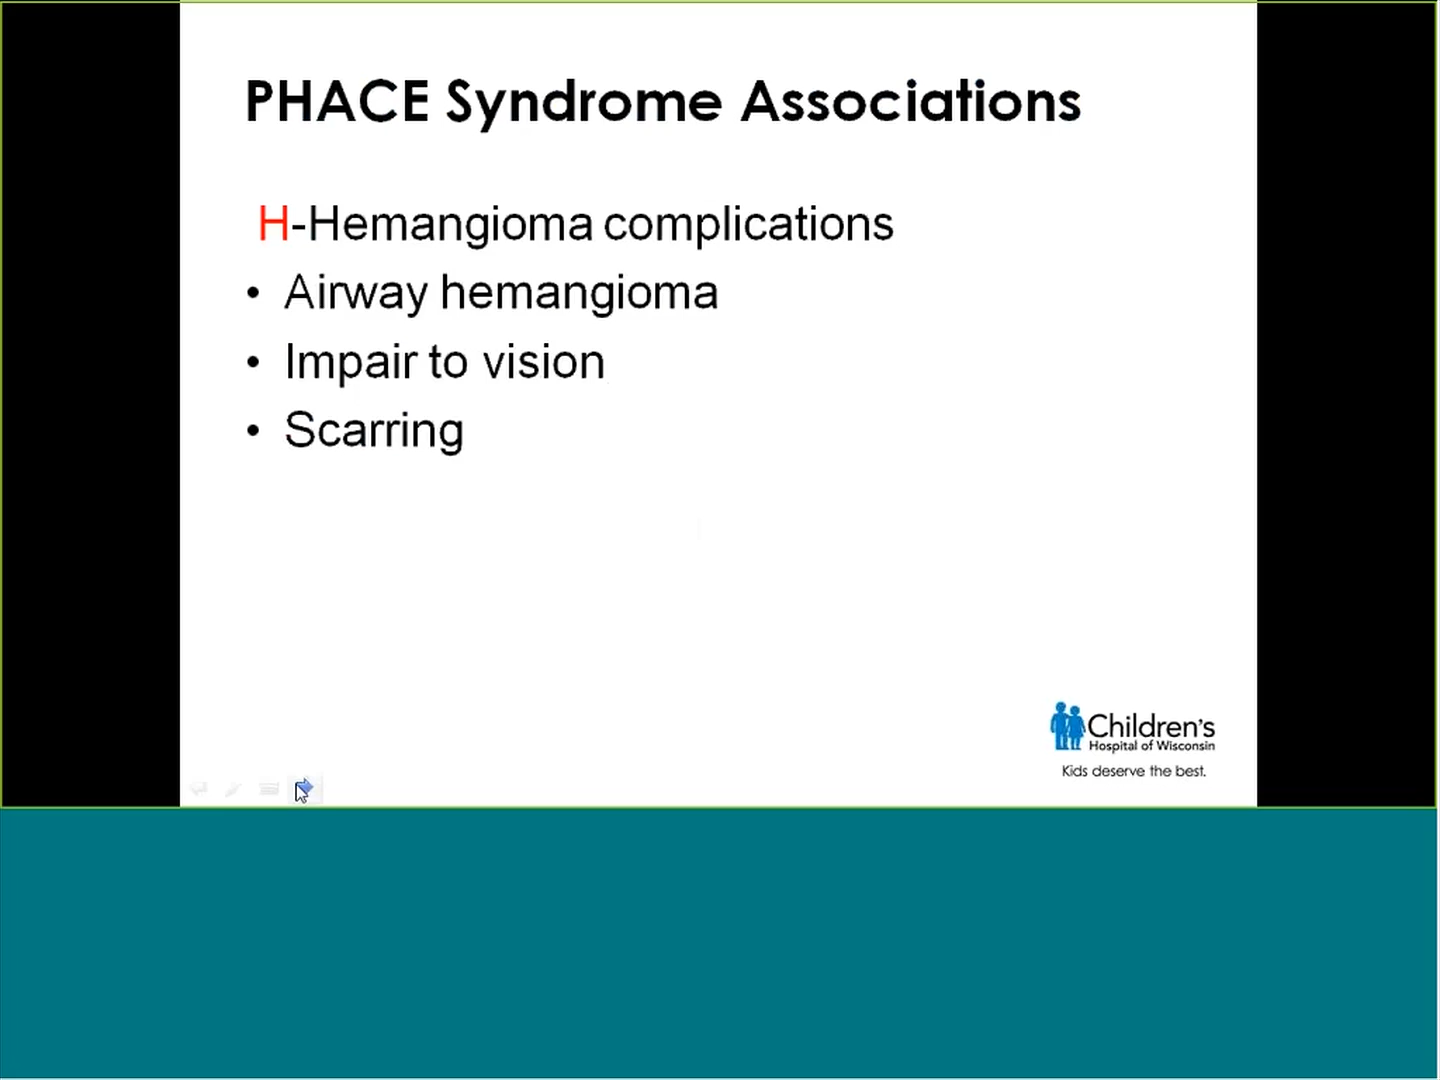 PHACE Syndrome Associations
H-Hemangioma complications
• Airway hemangioma
• Impair to vision
• Scarring
Children's
Hospital of Wisconsin
Kids deserve the best.